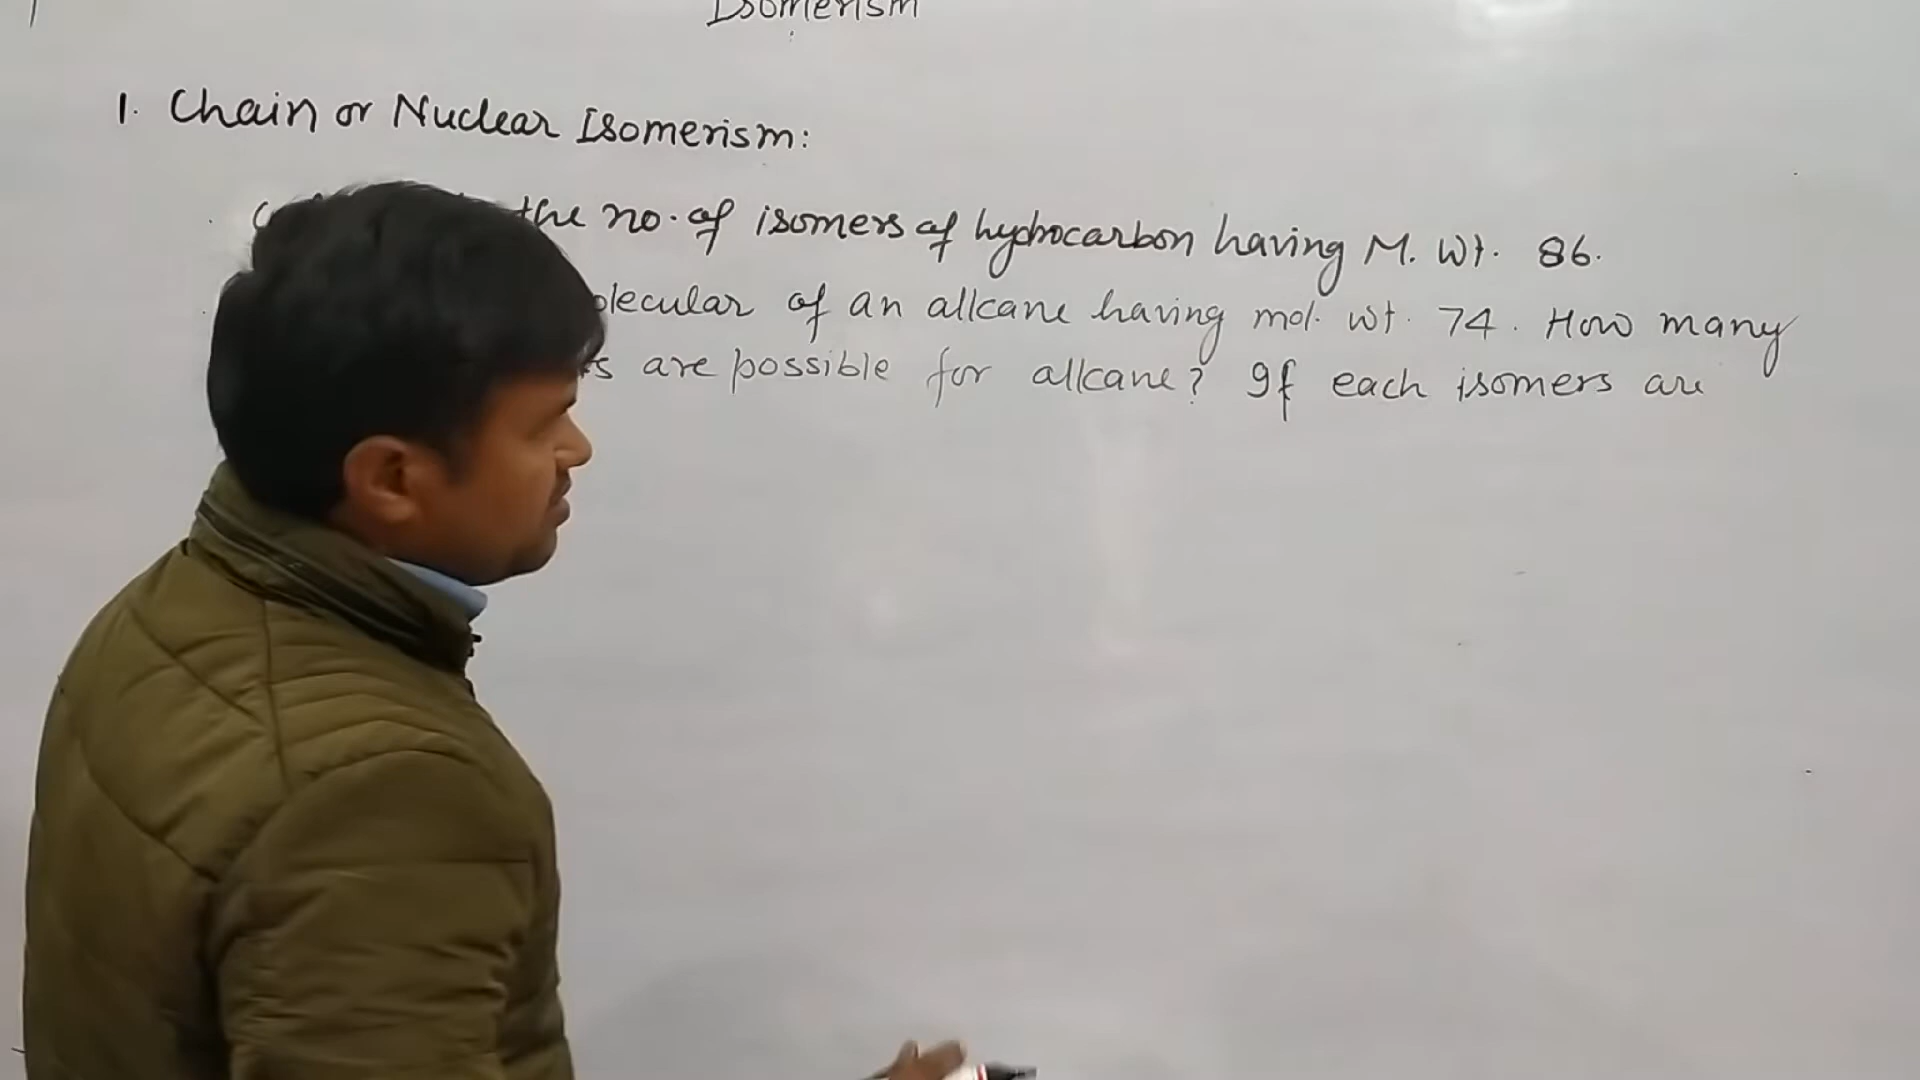 Isomerism
1. Chain or Nuclear Isomerism:
the no. of isomers of hydrocarbon having M. wt. 86.
olecular of an alkane having mol. wt. 74. How many
s are possible for alkane? If each isomers are